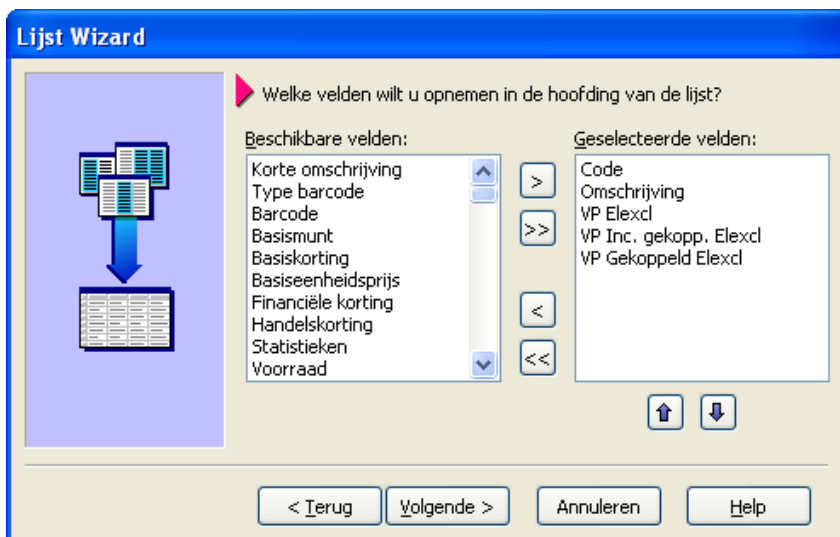 Lijst Wizard
Welke velden wilt u opnemen in de hoofding van de lijst?
Beschikbare velden:
Korte omschrijving
Type barcode
Barcode
Basismunt
Basiskorting
Basiseenheidsprijs
Financiële korting
Handelskorting
Statistieken
Voorraad
>
>>
<
<<
Geselecteerde velden:
Code
Omschrijving
VP Elexcl
VP Inc. gekopp. Elexcl
VP Gekoppeld Elexcl
< Terug
Volgende >
Annuleren
Help